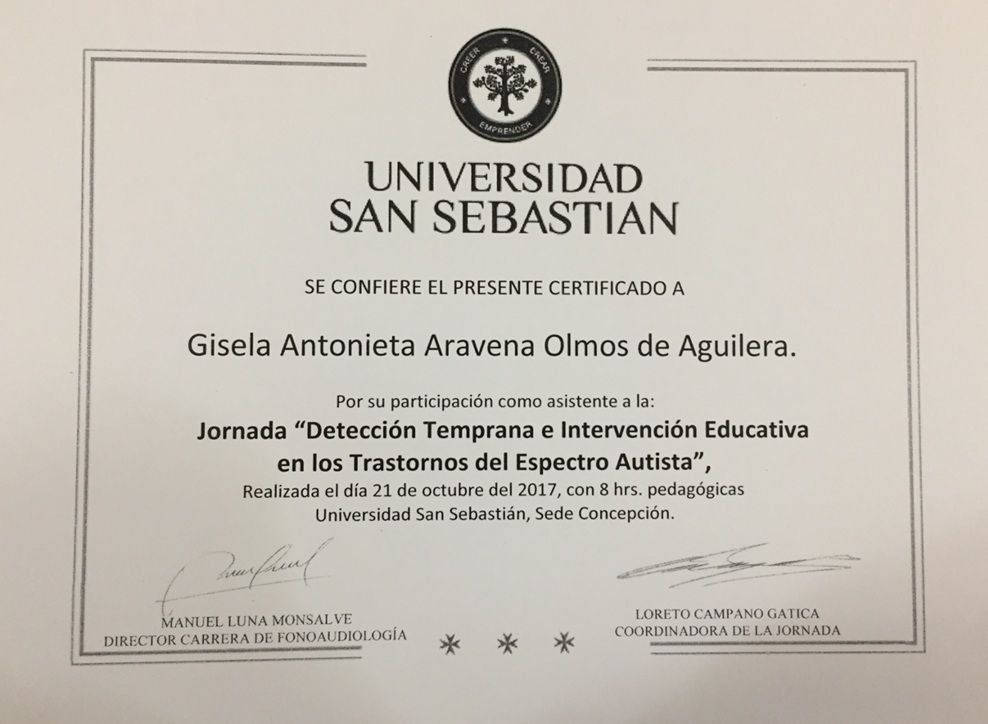 CREER CREAR
EMPRENDER
UNIVERSIDAD
SAN SEBASTIAN
SE CONFIERE EL PRESENTE CERTIFICADO A
Gisela Antonieta Aravena Olmos de Aguilera.
Por su participación como asistente a la:
Jornada “Detección Temprana e Intervención Educativa
en los Trastornos del Espectro Autista”,
Realizada el día 21 de octubre del 2017, con 8 hrs. pedagógicas
Universidad San Sebastián, Sede Concepción.
MANUEL LUNA MONSALVE
DIRECTOR CARRERA DE FONOAUDIOLOGÍA
LORETO CAMPANO GATICA
COORDINADORA DE LA JORNADA